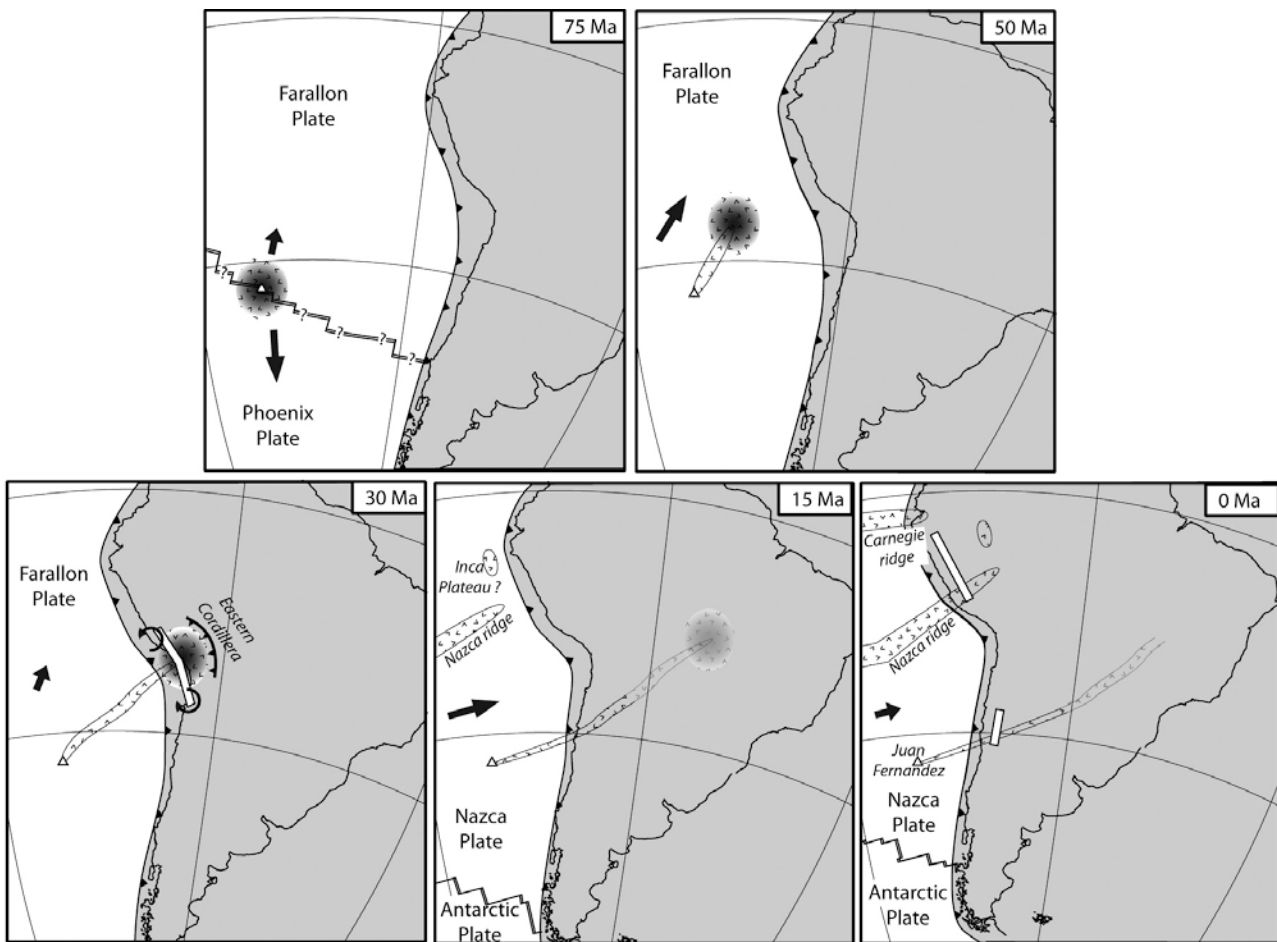 75 Ma
Farallon
Plate
?
?
?
?
?
Phoenix
Plate
50 Ma
Farallon
Plate
30 Ma
Farallon
Plate
Eastern
Cordillera
15 Ma
Inca
Plateau ?
Nazca ridge
Nazca
Plate
Antarctic
Plate
0 Ma
Carnegie
ridge
Nazca ridge
Juan
Fernandez
Nazca
Plate
Antarctic
Plate